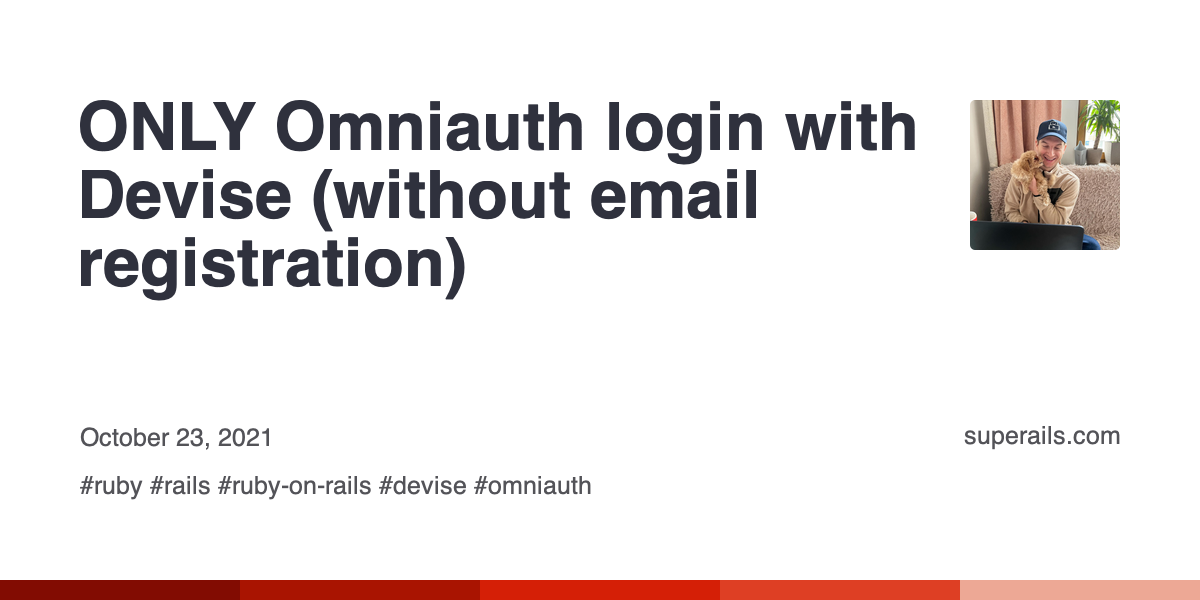 ONLY Omniauth login with
Devise (without email
registration)
October 23, 2021
superails.com
#ruby #rails #ruby-on-rails #devise #omniauth